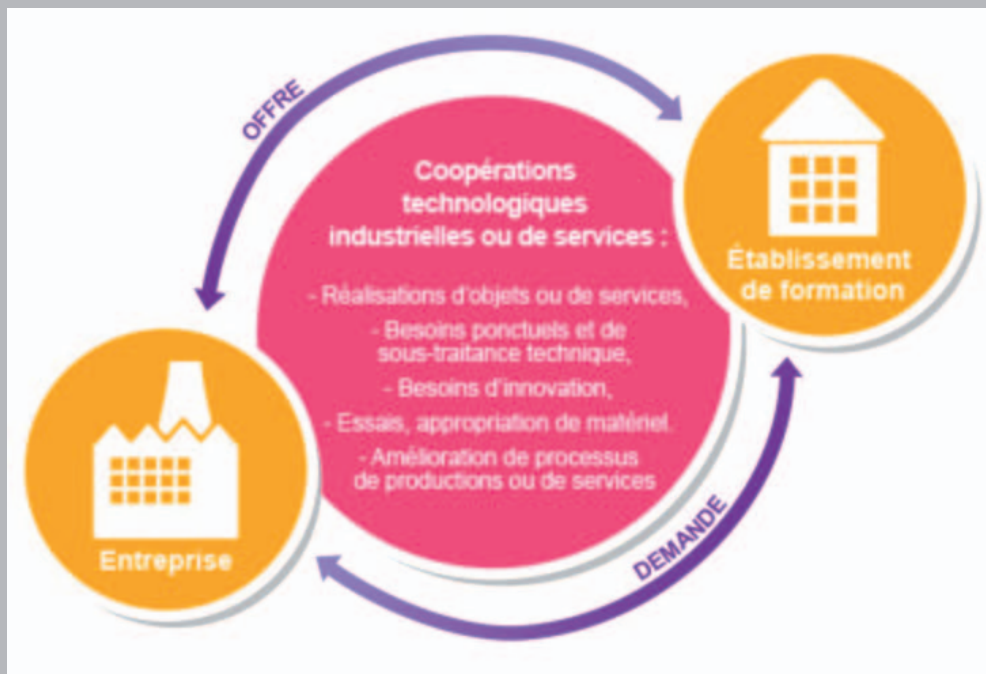 OFFRE
Coopérations
technologiques
industrielles ou de services :
- Réalisations d'objets ou de services,
- Besoins ponctuels et de
sous-traitance technique,
- Besoins d'innovation,
- Essais, appropriation de matériel.
- Amélioration de processus
de productions ou de services
Établissement
de formation
Entreprise
DEMANDE